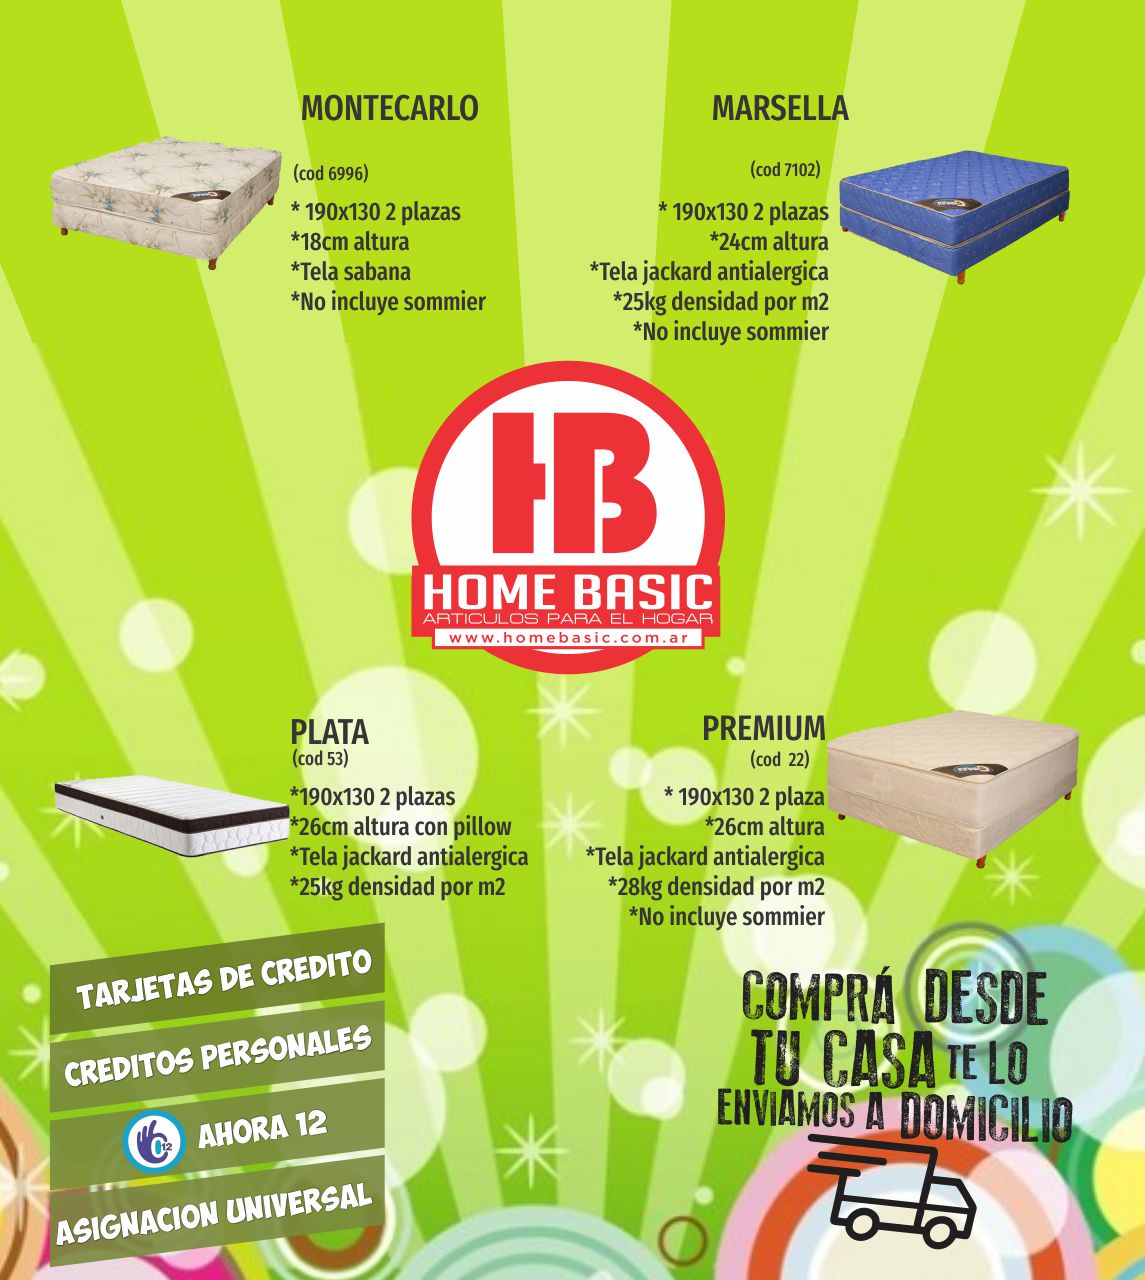 MONTECARLO
(cod 6996)
* 190x130 2 plazas
*18cm altura
*Tela sabana
*No incluye sommier
MARSELLA
(cod 7102)
* 190x130 2 plazas
*24cm altura
*Tela jackard antialergica
*25kg densidad por m2
*No incluye sommier
HB
HOME BASIC
ARTICULOS PARA EL HOGAR
www.homebasic.com.ar
PLATA
(cod 53)
*190x130 2 plazas
*26cm altura con pillow
*Tela jackard antialergica
*25kg densidad por m2
PREMIUM
(cod 22)
* 190x130 2 plaza
*26cm altura
*Tela jackard antialergica
*28kg densidad por m2
*No incluye sommier
TARJETAS DE CREDITO
CREDITOS PERSONALES
12 AHORA 12
ASIGNACION UNIVERSAL
COMPRÁ DESDE
TU CASA TE LO
ENVIAMOS A DOMICILIO